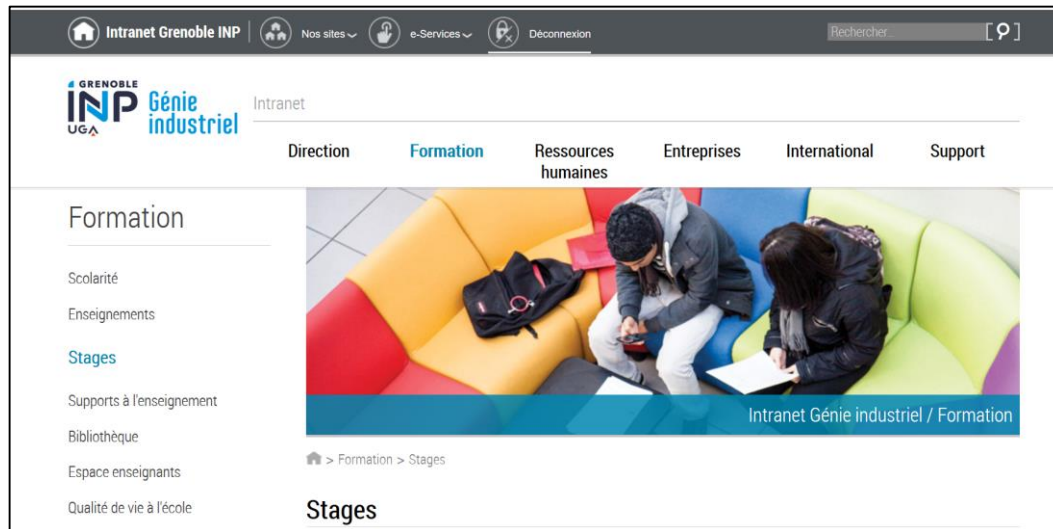 Intranet Grenoble INP
Nos sites
e-Services
Déconnexion
Rechercher...
GRENOBLE
INP
UGA
Génie
industriel
Intranet
Direction
Formation
Ressources
humaines
Entreprises
International
Support
Formation
Scolarité
Enseignements
Stages
Supports à l'enseignement
Bibliothèque
Espace enseignants
Qualité de vie à l'école
Intranet Génie industriel / Formation
> Formation > Stages
Stages